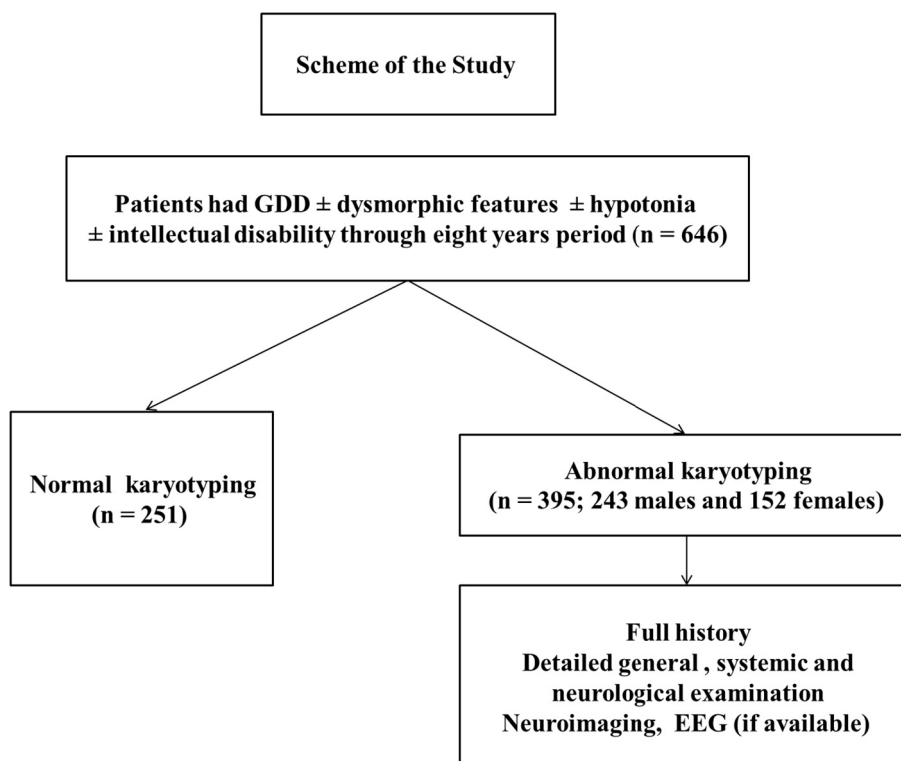 Scheme of the Study
Patients had GDD ± dysmorphic features ± hypotonia
± intellectual disability through eight years period (n = 646)
Normal karyotyping
(n = 251)
Abnormal karyotyping
(n = 395; 243 males and 152 females)
Full history
Detailed general , systemic and
neurological examination
Neuroimaging, EEG (if available)